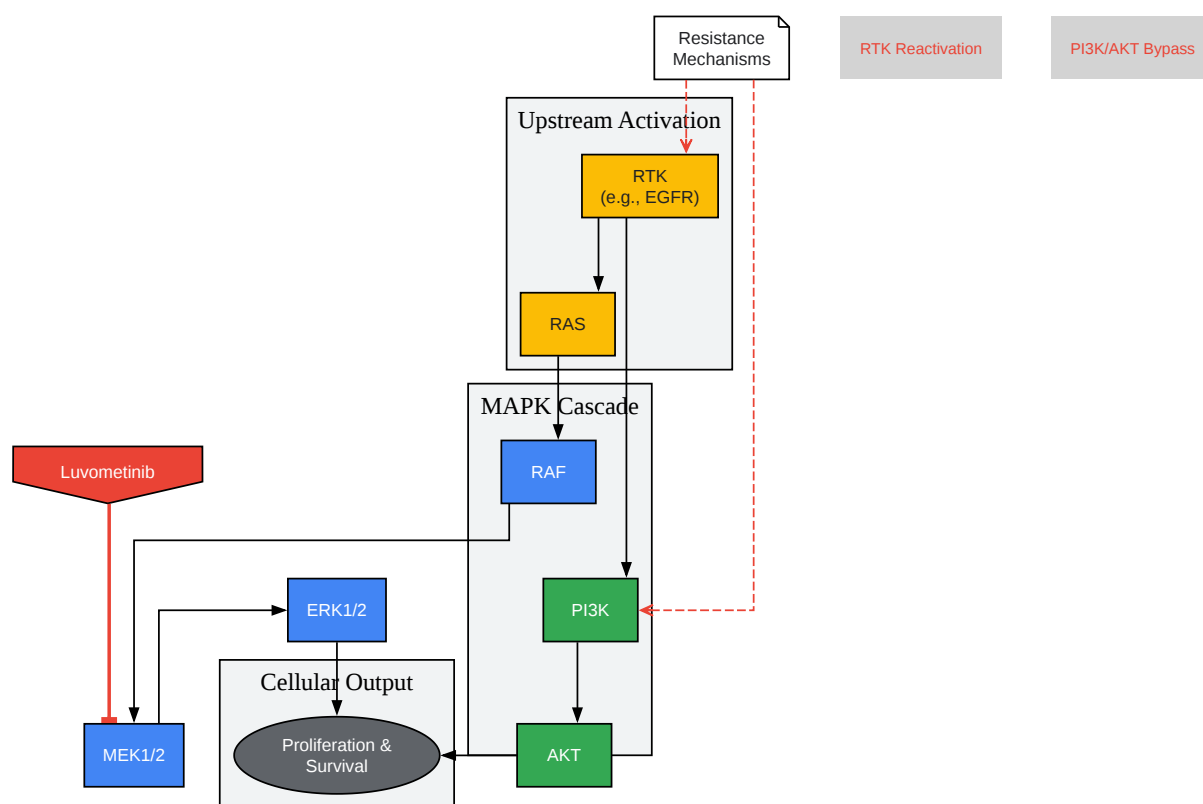 Resistance
Mechanisms
RTK Reactivation
PI3K/AKT Bypass
Upstream Activation
RTK
(e.g., EGFR)
RAS
MAPK Cascade
Luvometinib
RAF
ERK1/2
PI3K
Cellular Output
MEK1/2
Proliferation &
Survival
AKT